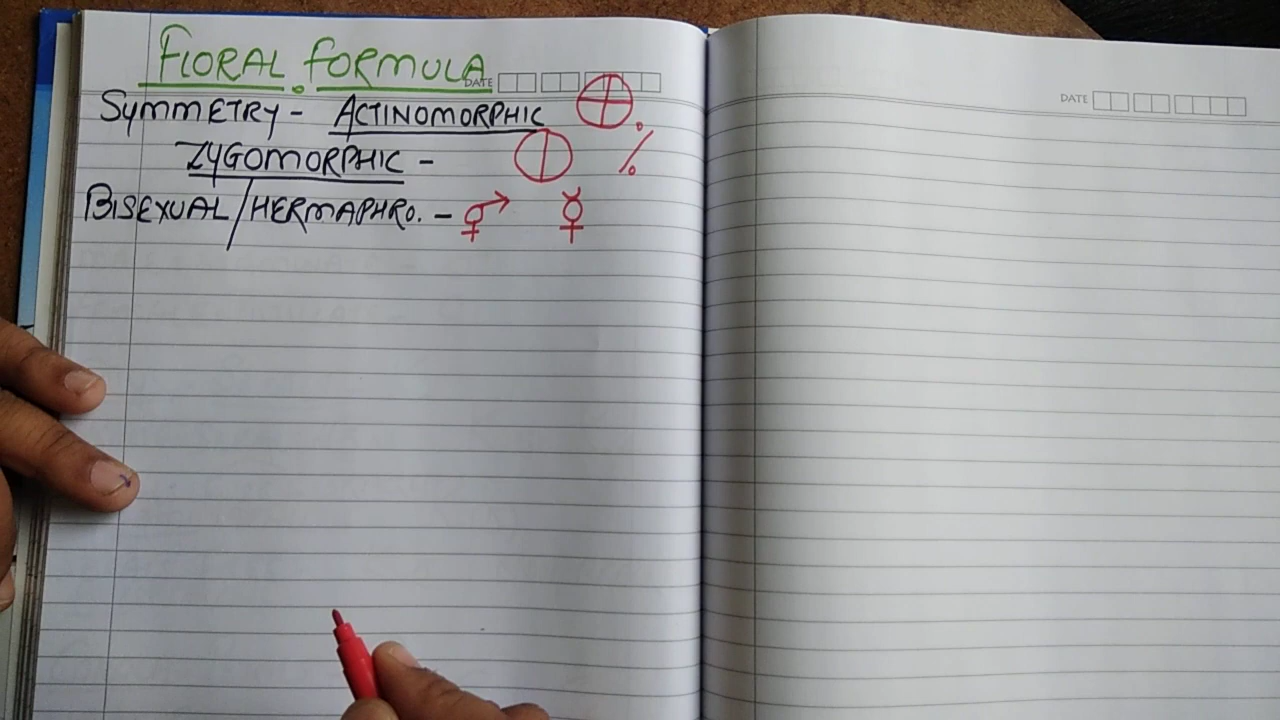 FLORAL FORMULA
DATE
SYMMETRY - ACTINOMORPHIC ⊕
ZYGOMORPHIC - ⦶ %
BISEXUAL/HERMAPHRO. - ⚥ ☿
DATE